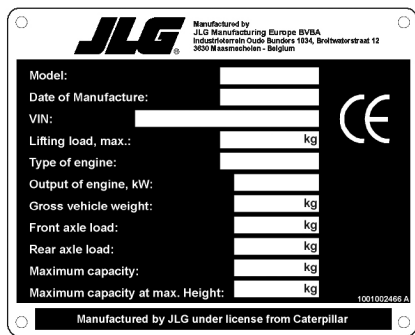 JLG®
Manufactured by
JLG Manufacturing Europe BVBA
Industrieterrein Oude Bunders 1034, Breitwaterstraat 12
3630 Maasmechelen - Belgium
Model:
Date of Manufacture:
VIN:
CE
Lifting load, max.: kg
Type of engine:
Output of engine, kW:
Gross vehicle weight: kg
Front axle load: kg
Rear axle load: kg
Maximum capacity: kg
Maximum capacity at max. Height: kg
1001002466 A
Manufactured by JLG under license from Caterpillar